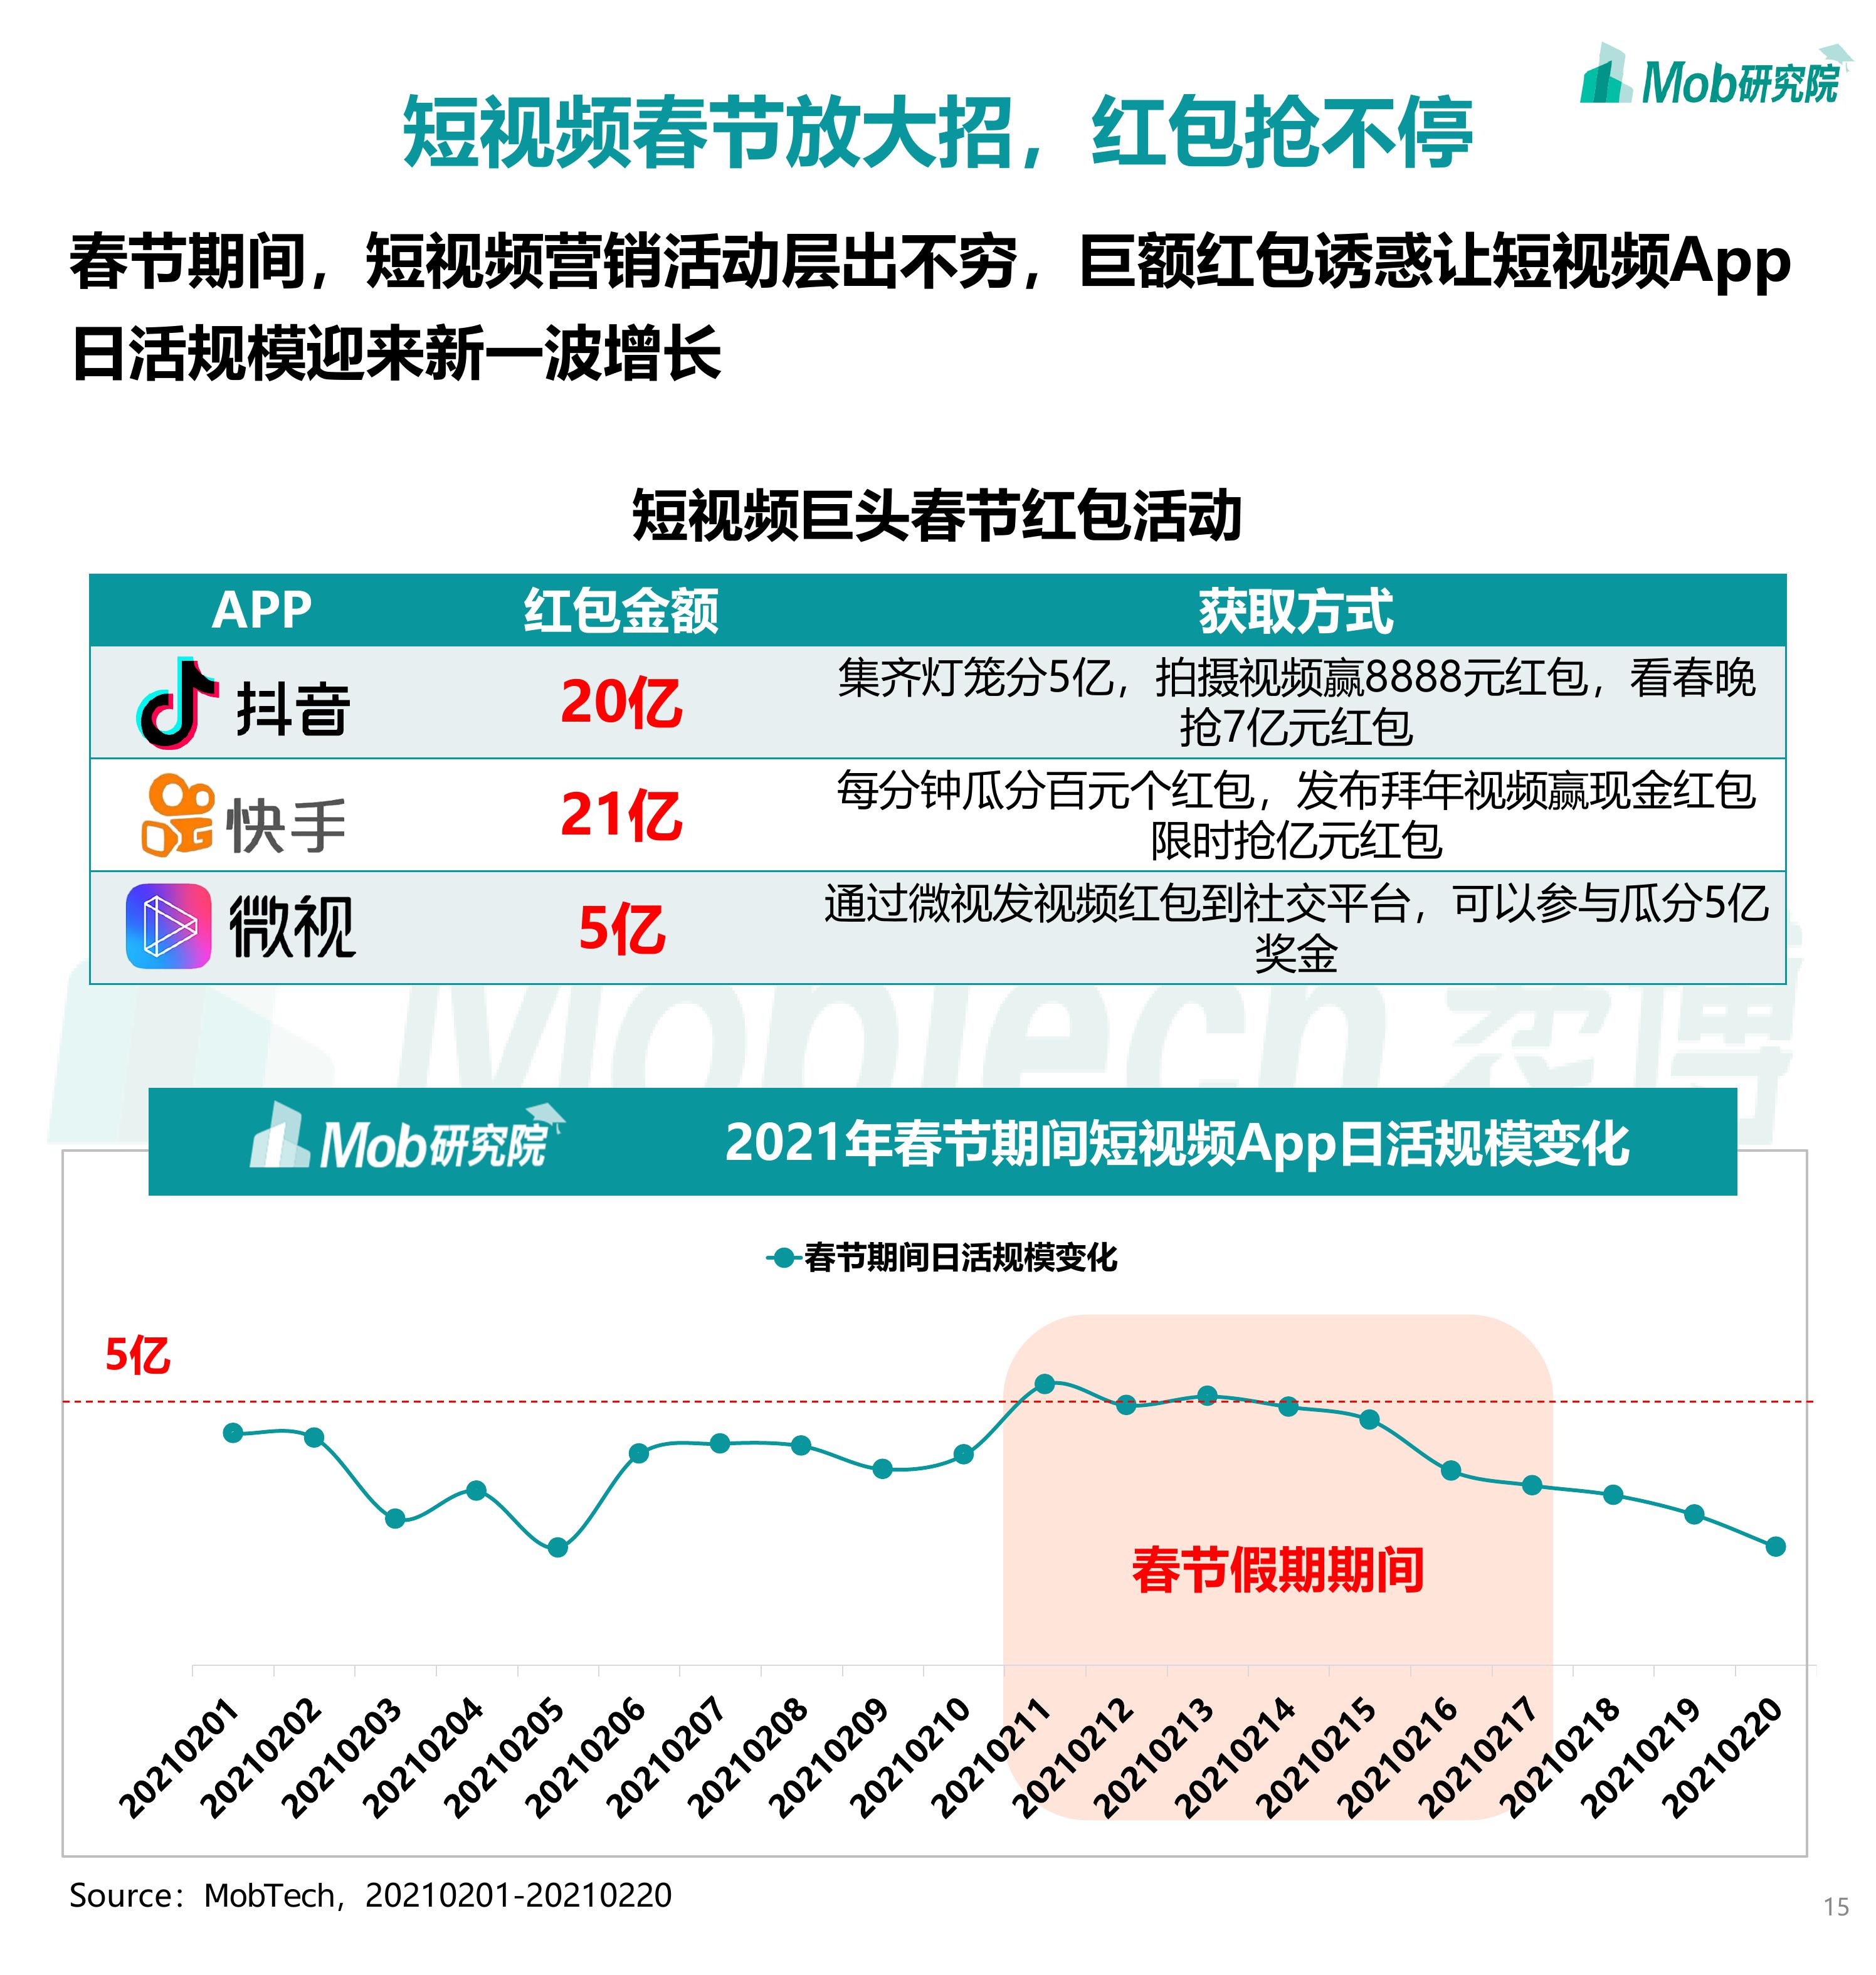 Mob研究院
短视频春节放大招，红包抢不停
春节期间，短视频营销活动层出不穷，巨额红包诱惑让短视频App
日活规模迎来新一波增长
短视频巨头春节红包活动
APP 红包金额 获取方式
抖音 20亿 集齐灯笼分5亿，拍摄视频赢8888元红包，看春晚
抢7亿元红包
快手 21亿 每分钟瓜分百元个红包，发布拜年视频赢现金红包
限时抢亿元红包
微视 5亿 通过微视发视频红包到社交平台，可以参与瓜分5亿
奖金
MobTech 袤博
Mob研究院 2021年春节期间短视频App日活规模变化
春节期间日活规模变化
5亿
春节假期期间
20210201 20210202 20210203 20210204 20210205 20210206 20210207 20210208 20210209 20210210 20210211 20210212 20210213 20210214 20210215 20210216 20210217 20210218 20210219 20210220
Source：MobTech，20210201-20210220
15